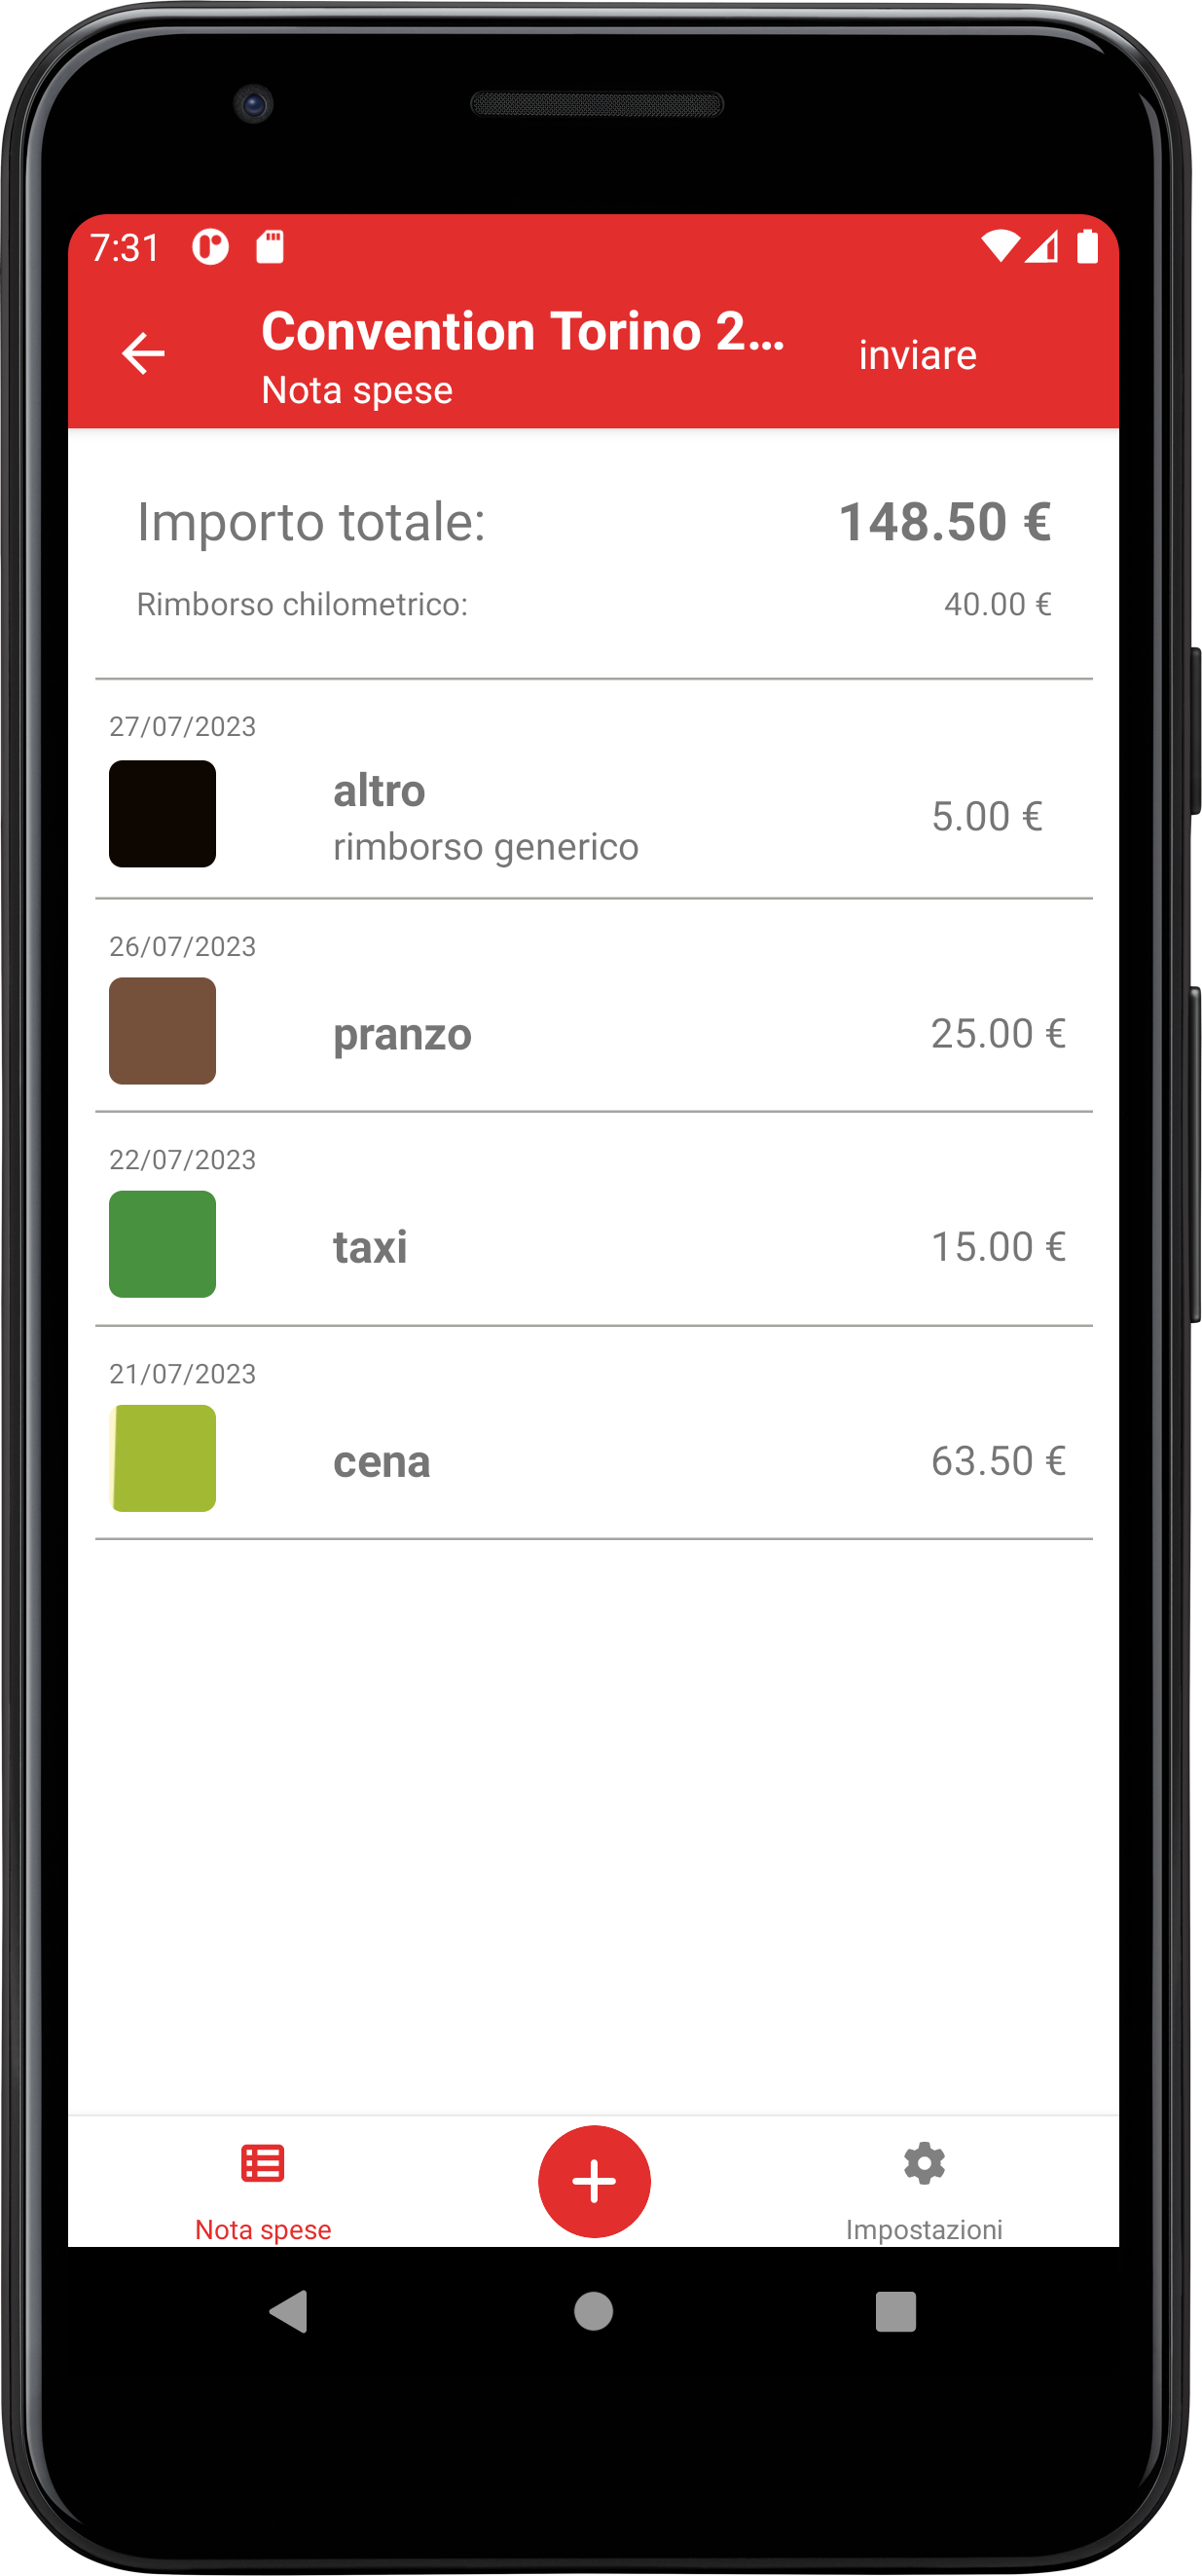 7:31
Convention Torino 2...
Nota spese
inviare
Importo totale: 148.50 €
Rimborso chilometrico: 40.00 €
27/07/2023
altro
rimborso generico
5.00 €
26/07/2023
pranzo 25.00 €
22/07/2023
taxi 15.00 €
21/07/2023
cena 63.50 €
Nota spese
Impostazioni